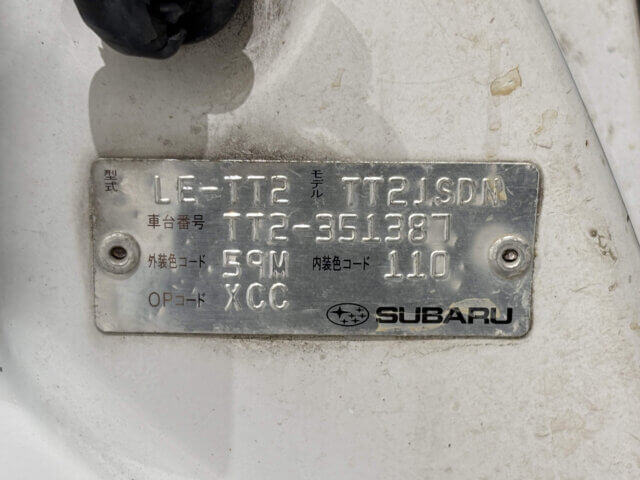 型式 LE-TT2 モデル TT2JSDN
車台番号 TT2-351387
外装色コード 59M 内装色コード 110
OPコード XCC
SUBARU